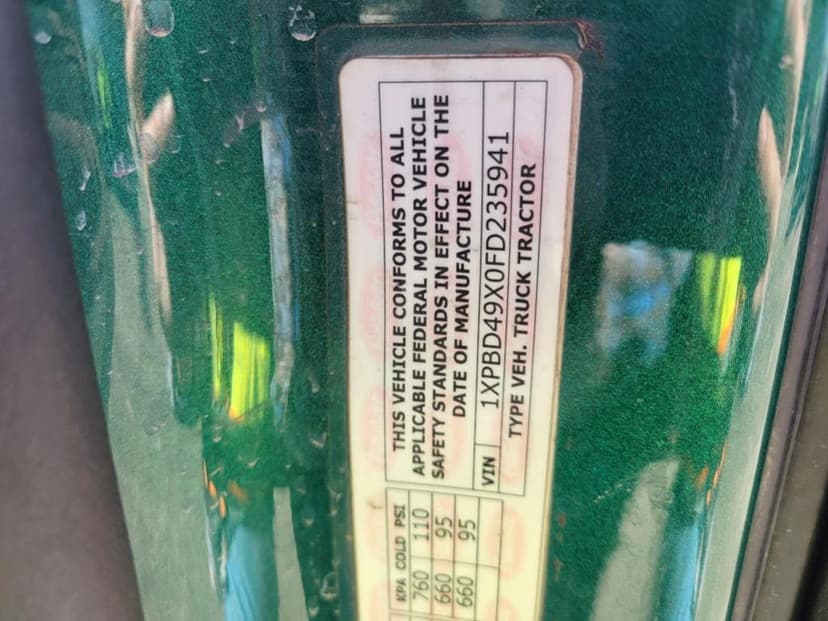 THIS VEHICLE CONFORMS TO ALL
APPLICABLE FEDERAL MOTOR VEHICLE
SAFETY STANDARDS IN EFFECT ON THE
DATE OF MANUFACTURE
VIN 1XPBD49X0FD235941
TYPE VEH. TRUCK TRACTOR
KPA COLD PSI
760 110
660 95
660 95